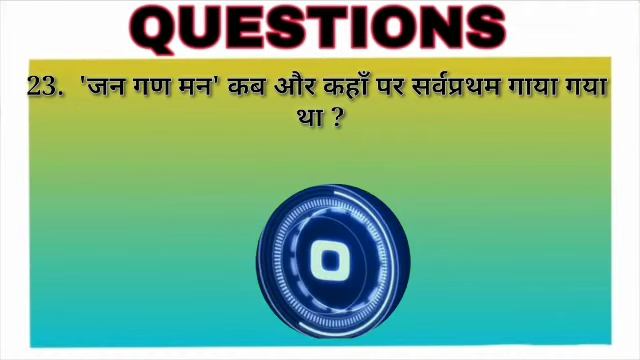 QUESTIONS
23. 'जन गण मन' कब और कहाँ पर सर्वप्रथम गाया गया
था ?
0